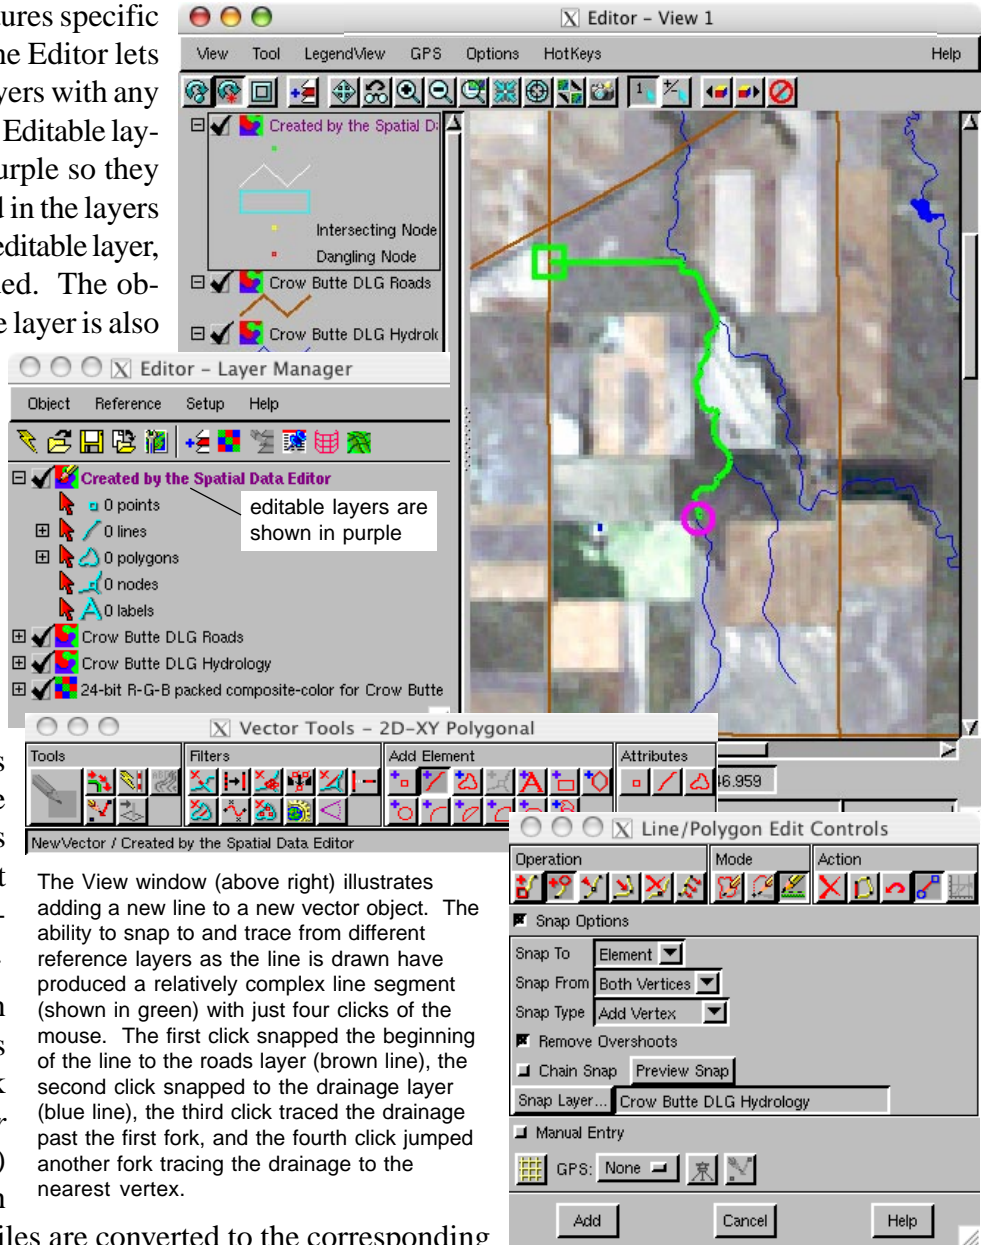 tures specific
ne Editor lets
yers with any
Editable lay-
urple so they
d in the layers
editable layer,
ed. The ob-
e layer is also
X Editor - View 1
View Tool LegendView GPS Options HotKeys Help
Created by the Spatial D
Intersecting Node
Dangling Node
Crow Butte DLG Roads
Crow Butte DLG Hydrol
X Editor - Layer Manager
Object Reference Setup Help
Created by the Spatial Data Editor
0 points
0 lines
0 polygons
0 nodes
0 labels
editable layers are
shown in purple
Crow Butte DLG Roads
Crow Butte DLG Hydrology
24-bit R-G-B packed composite-color for Crow Butte
X Vector Tools - 2D-XY Polygonal
Tools Filters Add Element Attributes
6.959
NewVector / Created by the Spatial Data Editor
s
e
s
t
-
.
n
s
k
r
)
n
The View window (above right) illustrates
adding a new line to a new vector object. The
ability to snap to and trace from different
reference layers as the line is drawn have
produced a relatively complex line segment
(shown in green) with just four clicks of the
mouse. The first click snapped the beginning
of the line to the roads layer (brown line), the
second click snapped to the drainage layer
(blue line), the third click traced the drainage
past the first fork, and the fourth click jumped
another fork tracing the drainage to the
nearest vertex.
X Line/Polygon Edit Controls
Operation Mode Action
Snap Options
Snap To Element
Snap From Both Vertices
Snap Type Add Vertex
Remove Overshoots
Chain Snap Preview Snap
Snap Layer... Crow Butte DLG Hydrology
Manual Entry
GPS: None
Add Cancel Help
iles are converted to the corresponding